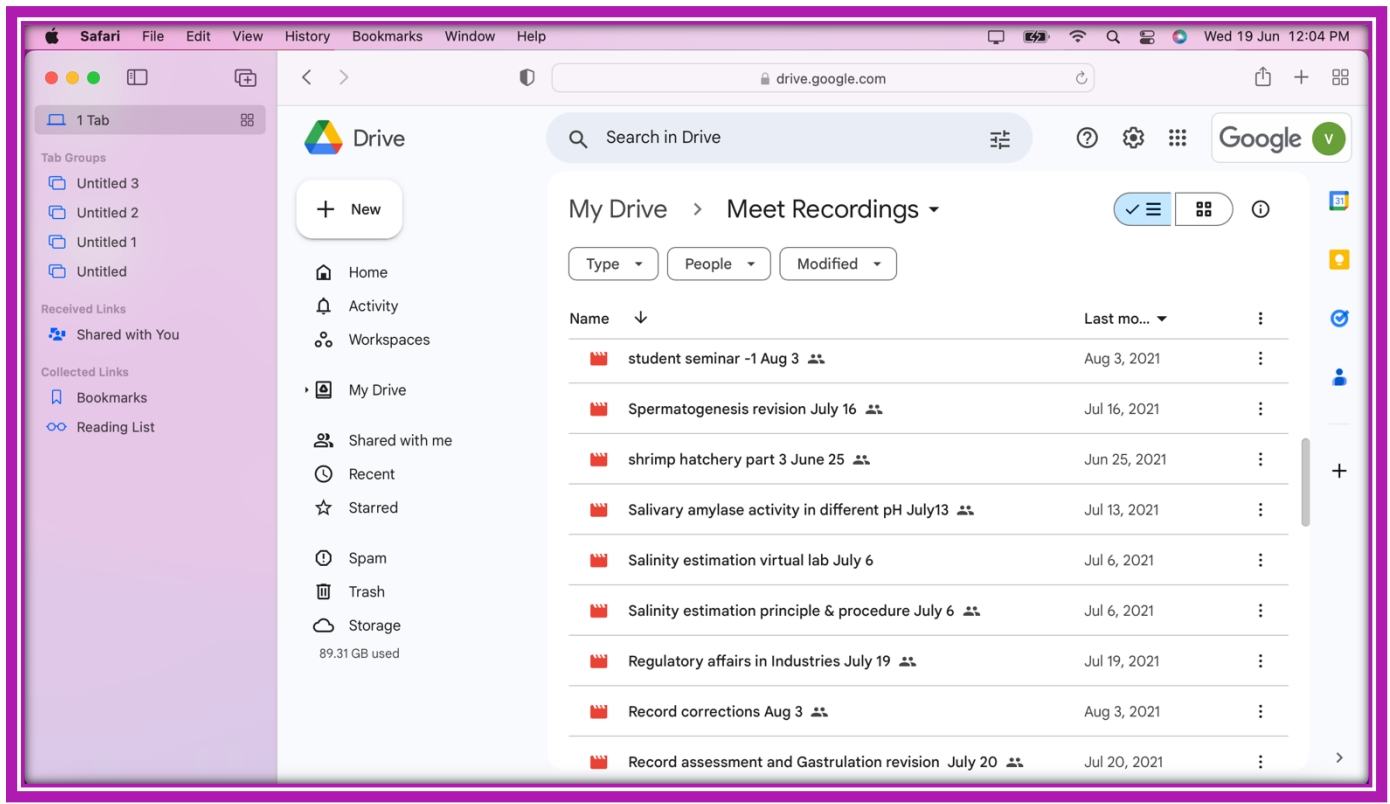 Safari File Edit View History Bookmarks Window Help Wed 19 Jun 12:04 PM
drive.google.com
1 Tab
Tab Groups
Untitled 3
Untitled 2
Untitled 1
Untitled
Received Links
Shared with You
Collected Links
Bookmarks
Reading List
Drive
Search in Drive
Google V
New
Home
Activity
Workspaces
My Drive
Shared with me
Recent
Starred
Spam
Trash
Storage
89.31 GB used
My Drive > Meet Recordings
Type People Modified
Name Last mo...
student seminar -1 Aug 3 Aug 3, 2021
Spermatogenesis revision July 16 Jul 16, 2021
shrimp hatchery part 3 June 25 Jun 25, 2021
Salivary amylase activity in different pH July13 Jul 13, 2021
Salinity estimation virtual lab July 6 Jul 6, 2021
Salinity estimation principle & procedure July 6 Jul 6, 2021
Regulatory affairs in Industries July 19 Jul 19, 2021
Record corrections Aug 3 Aug 3, 2021
Record assessment and Gastrulation revision July 20 Jul 20, 2021
31